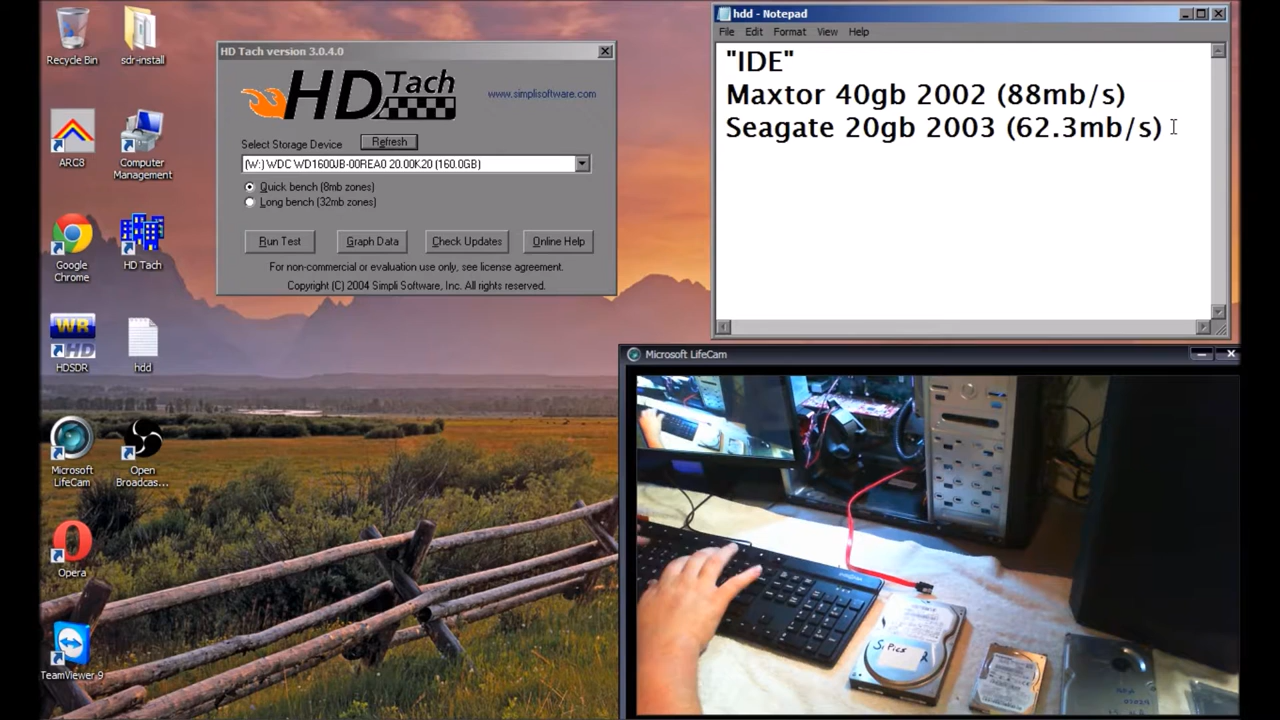 Recycle Bin
sdr-install
ARC8
Computer
Management
Google
Chrome
HD Tach
WR
HD
HDSDR
hdd
Microsoft
LifeCam
Open
Broadcas...
Opera
TeamViewer 9
HD Tach version 3.0.4.0
HD Tach
www.simplisoftware.com
Select Storage Device
Refresh
(W:) WDC WD1600JB-00REA0 20.00K20 (160.0GB)
Quick bench (8mb zones)
Long bench (32mb zones)
Run Test
Graph Data
Check Updates
Online Help
For non-commercial or evaluation use only, see license agreement.
Copyright (C) 2004 Simpli Software, Inc. All rights reserved.
hdd - Notepad
File Edit Format View Help
"IDE"
Maxtor 40gb 2002 (88mb/s)
Seagate 20gb 2003 (62.3mb/s)
Microsoft LifeCam